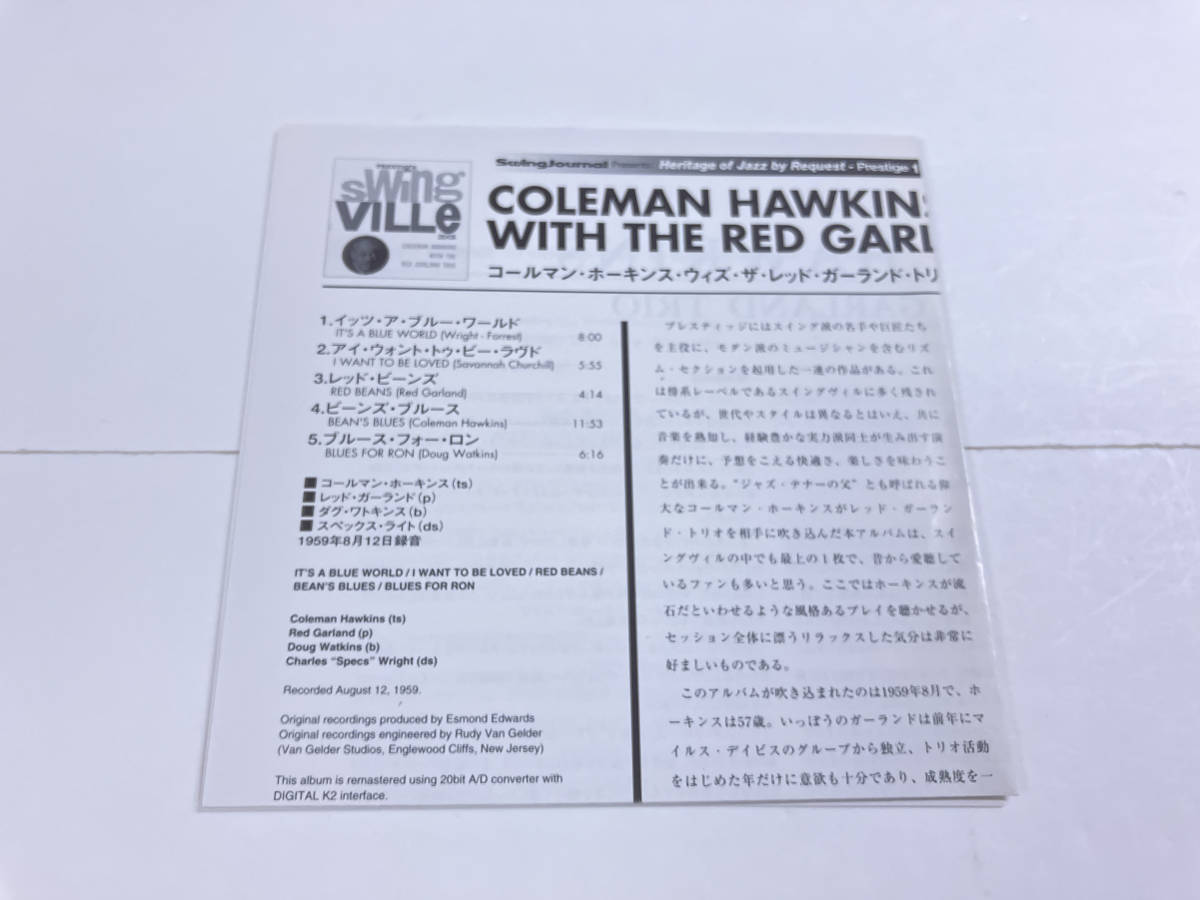 SwingJournal Presents Heritage of Jazz by Request - Prestige 1
swing
VILLE
COLEMAN HAWKINS
WITH THE
RED GARLAND TRIO
COLEMAN HAWKINS
WITH THE RED GARL
コールマン・ホーキンス・ウィズ・ザ・レッド・ガーランド・トリ
GARLAND TRIO
1.イッツ・ア・ブルー・ワールド
IT'S A BLUE WORLD (Wright - Forrest) 8:00
2.アイ・ウォント・トゥ・ビー・ラヴド
I WANT TO BE LOVED (Savannah Churchill) 5:55
3.レッド・ビーンズ
RED BEANS (Red Garland) 4:14
4.ビーンズ・ブルース
BEAN'S BLUES (Coleman Hawkins) 11:53
5.ブルース・フォー・ロン
BLUES FOR RON (Doug Watkins) 6:16
■コールマン・ホーキンス(ts)
■レッド・ガーランド(p)
■ダグ・ワトキンス(b)
■スペックス・ライト(ds)
1959年8月12日録音
IT'S A BLUE WORLD / I WANT TO BE LOVED / RED BEANS /
BEAN'S BLUES / BLUES FOR RON
Coleman Hawkins (ts)
Red Garland (p)
Doug Watkins (b)
Charles "Specs" Wright (ds)
Recorded August 12, 1959.
Original recordings produced by Esmond Edwards
Original recordings engineered by Rudy Van Gelder
(Van Gelder Studios, Englewood Cliffs, New Jersey)
This album is remastered using 20bit A/D converter with
DIGITAL K2 interface.
プレスティッジにはスイング派の名手や巨匠たち
を主役に、モダン派のミュージシャンを含むリズ
ム・セクションを起用した一連の作品がある。これ
は傍系レーベルであるスイングヴィルに多く残され
ているが、世代やスタイルは異なるとはいえ、共に
音楽を熟知し、経験豊かな実力派同士が生み出す演
奏だけに、予想をこえる快適さ、楽しさを味わうこ
とが出来る。"ジャズ・テナーの父"とも呼ばれる偉
大なコールマン・ホーキンスがレッド・ガーラン
ド・トリオを相手に吹き込んだ本アルバムは、スイ
ングヴィルの中でも最上の1枚で、昔から愛聴して
いるファンも多いと思う。ここではホーキンスが流
石だといわせるような風格あるプレイを聴かせるが、
セッション全体に漂うリラックスした気分は非常に
好ましいものである。
このアルバムが吹き込まれたのは1959年8月で、ホ
ーキンスは57歳。いっぽうのガーランドは前年にマ
イルス・デイビスのグループから独立、トリオ活動
をはじめた年だけに意欲も十分であり、成熟度を一